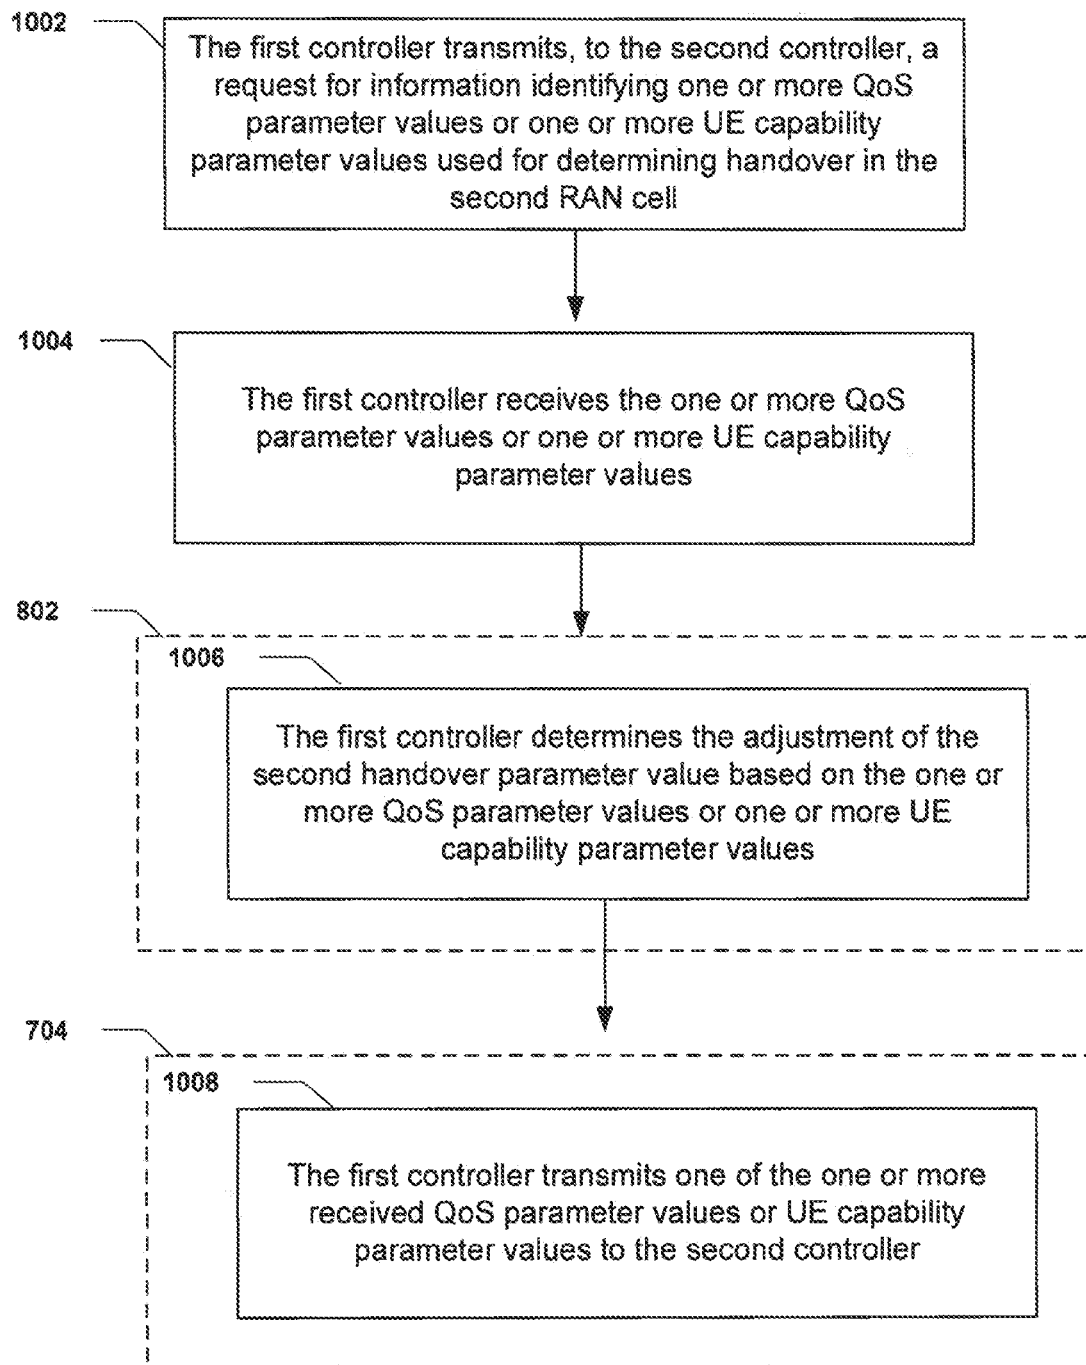 1002
The first controller transmits, to the second controller, a
request for information identifying one or more QoS
parameter values or one or more UE capability
parameter values used for determining handover in the
second RAN cell
1004
The first controller receives the one or more QoS
parameter values or one or more UE capability
parameter values
802
1006
The first controller determines the adjustment of the
second handover parameter value based on the one or
more QoS parameter values or one or more UE
capability parameter values
704
1008
The first controller transmits one of the one or more
received QoS parameter values or UE capability
parameter values to the second controller